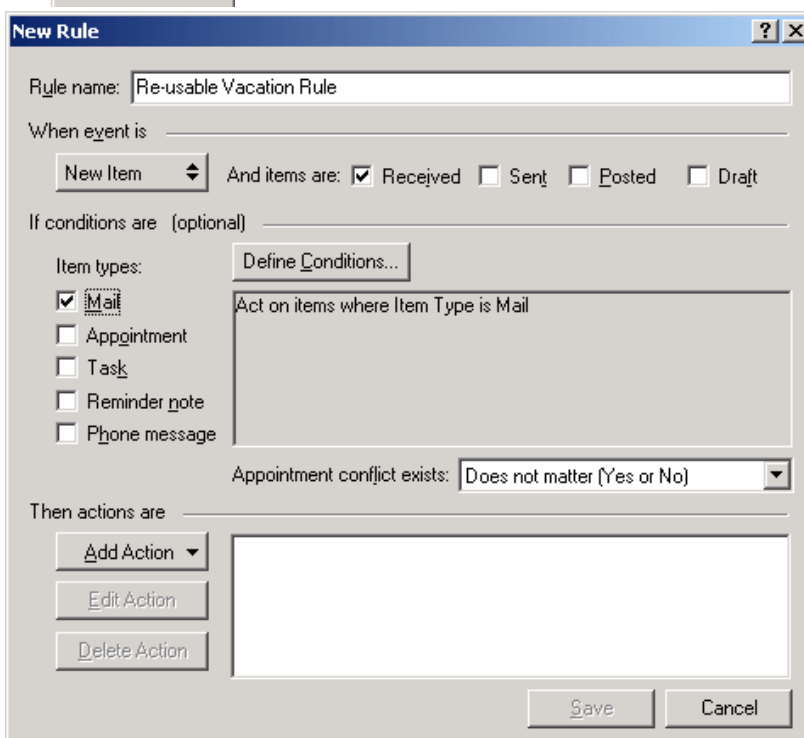 New Rule
Rule name: Re-usable Vacation Rule
When event is
New Item And items are: Received Sent Posted Draft
If conditions are (optional)
Item types: Define Conditions...
Mail
Act on items where Item Type is Mail
Appointment
Task
Reminder note
Phone message
Appointment conflict exists: Does not matter (Yes or No)
Then actions are
Add Action
Edit Action
Delete Action
Save Cancel